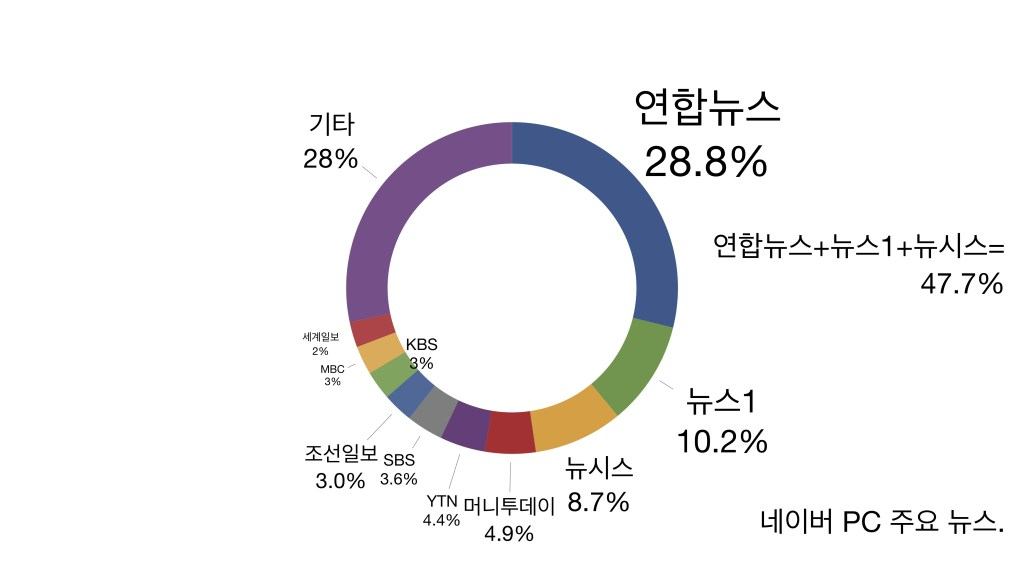 연합뉴스
28.8%
기타
28%
연합뉴스+뉴스1+뉴시스=
47.7%
세계일보
2%
KBS
3%
MBC
3%
뉴스1
10.2%
조선일보
3.0%
SBS
3.6%
뉴시스
8.7%
YTN
4.4%
머니투데이
4.9%
네이버 PC 주요 뉴스.